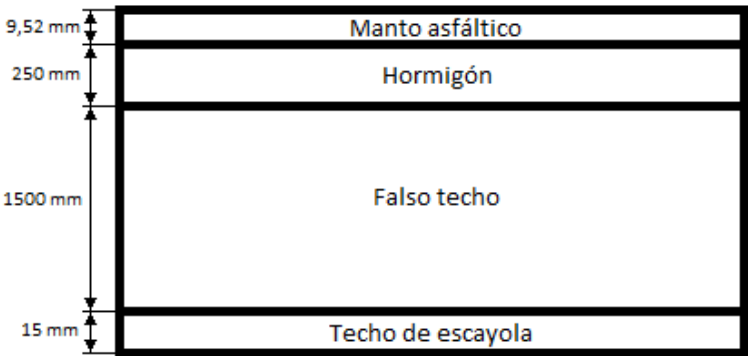 9,52 mm
Manto asfáltico
250 mm
Hormigón
1500 mm
Falso techo
15 mm
Techo de escayola